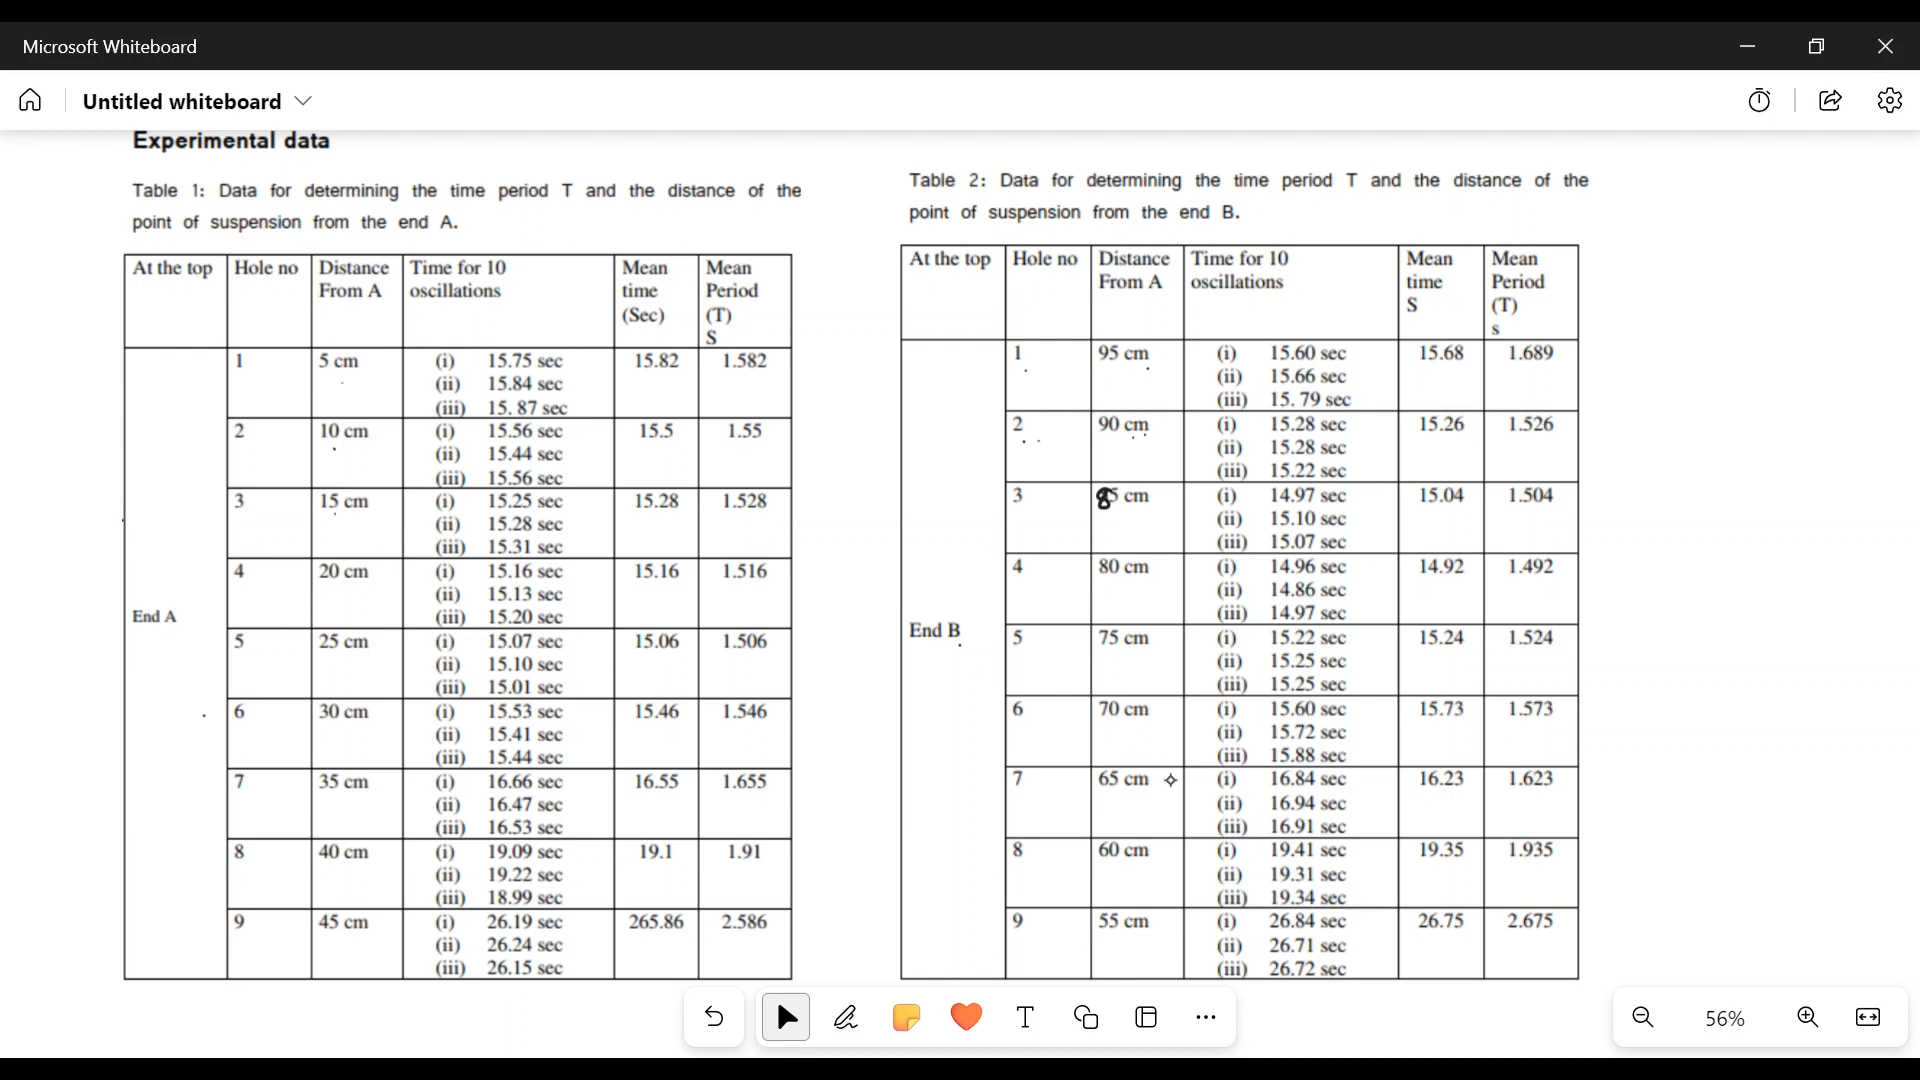 Microsoft Whiteboard
Untitled whiteboard
Experimental data
Table 1: Data for determining the time period T and the distance of the
point of suspension from the end A.
At the top Hole no Distance From A Time for 10 oscillations Mean time (Sec) Mean Period (T) S
End A
1 5 cm (i) 15.75 sec 15.82 1.582
(ii) 15.84 sec
(iii) 15. 87 sec
2 10 cm (i) 15.56 sec 15.5 1.55
(ii) 15.44 sec
(iii) 15.56 sec
3 15 cm (i) 15.25 sec 15.28 1.528
(ii) 15.28 sec
(iii) 15.31 sec
4 20 cm (i) 15.16 sec 15.16 1.516
(ii) 15.13 sec
(iii) 15.20 sec
5 25 cm (i) 15.07 sec 15.06 1.506
(ii) 15.10 sec
(iii) 15.01 sec
6 30 cm (i) 15.53 sec 15.46 1.546
(ii) 15.41 sec
(iii) 15.44 sec
7 35 cm (i) 16.66 sec 16.55 1.655
(ii) 16.47 sec
(iii) 16.53 sec
8 40 cm (i) 19.09 sec 19.1 1.91
(ii) 19.22 sec
(iii) 18.99 sec
9 45 cm (i) 26.19 sec 265.86 2.586
(ii) 26.24 sec
(iii) 26.15 sec
Table 2: Data for determining the time period T and the distance of the
point of suspension from the end B.
At the top Hole no Distance From A Time for 10 oscillations Mean time S Mean Period (T) s
End B
1 95 cm (i) 15.60 sec 15.68 1.689
(ii) 15.66 sec
(iii) 15. 79 sec
2 90 cm (i) 15.28 sec 15.26 1.526
(ii) 15.28 sec
(iii) 15.22 sec
3 85 cm (i) 14.97 sec 15.04 1.504
(ii) 15.10 sec
(iii) 15.07 sec
4 80 cm (i) 14.96 sec 14.92 1.492
(ii) 14.86 sec
(iii) 14.97 sec
5 75 cm (i) 15.22 sec 15.24 1.524
(ii) 15.25 sec
(iii) 15.25 sec
6 70 cm (i) 15.60 sec 15.73 1.573
(ii) 15.72 sec
(iii) 15.88 sec
7 65 cm (i) 16.84 sec 16.23 1.623
(ii) 16.94 sec
(iii) 16.91 sec
8 60 cm (i) 19.41 sec 19.35 1.935
(ii) 19.31 sec
(iii) 19.34 sec
9 55 cm (i) 26.84 sec 26.75 2.675
(ii) 26.71 sec
(iii) 26.72 sec
56%